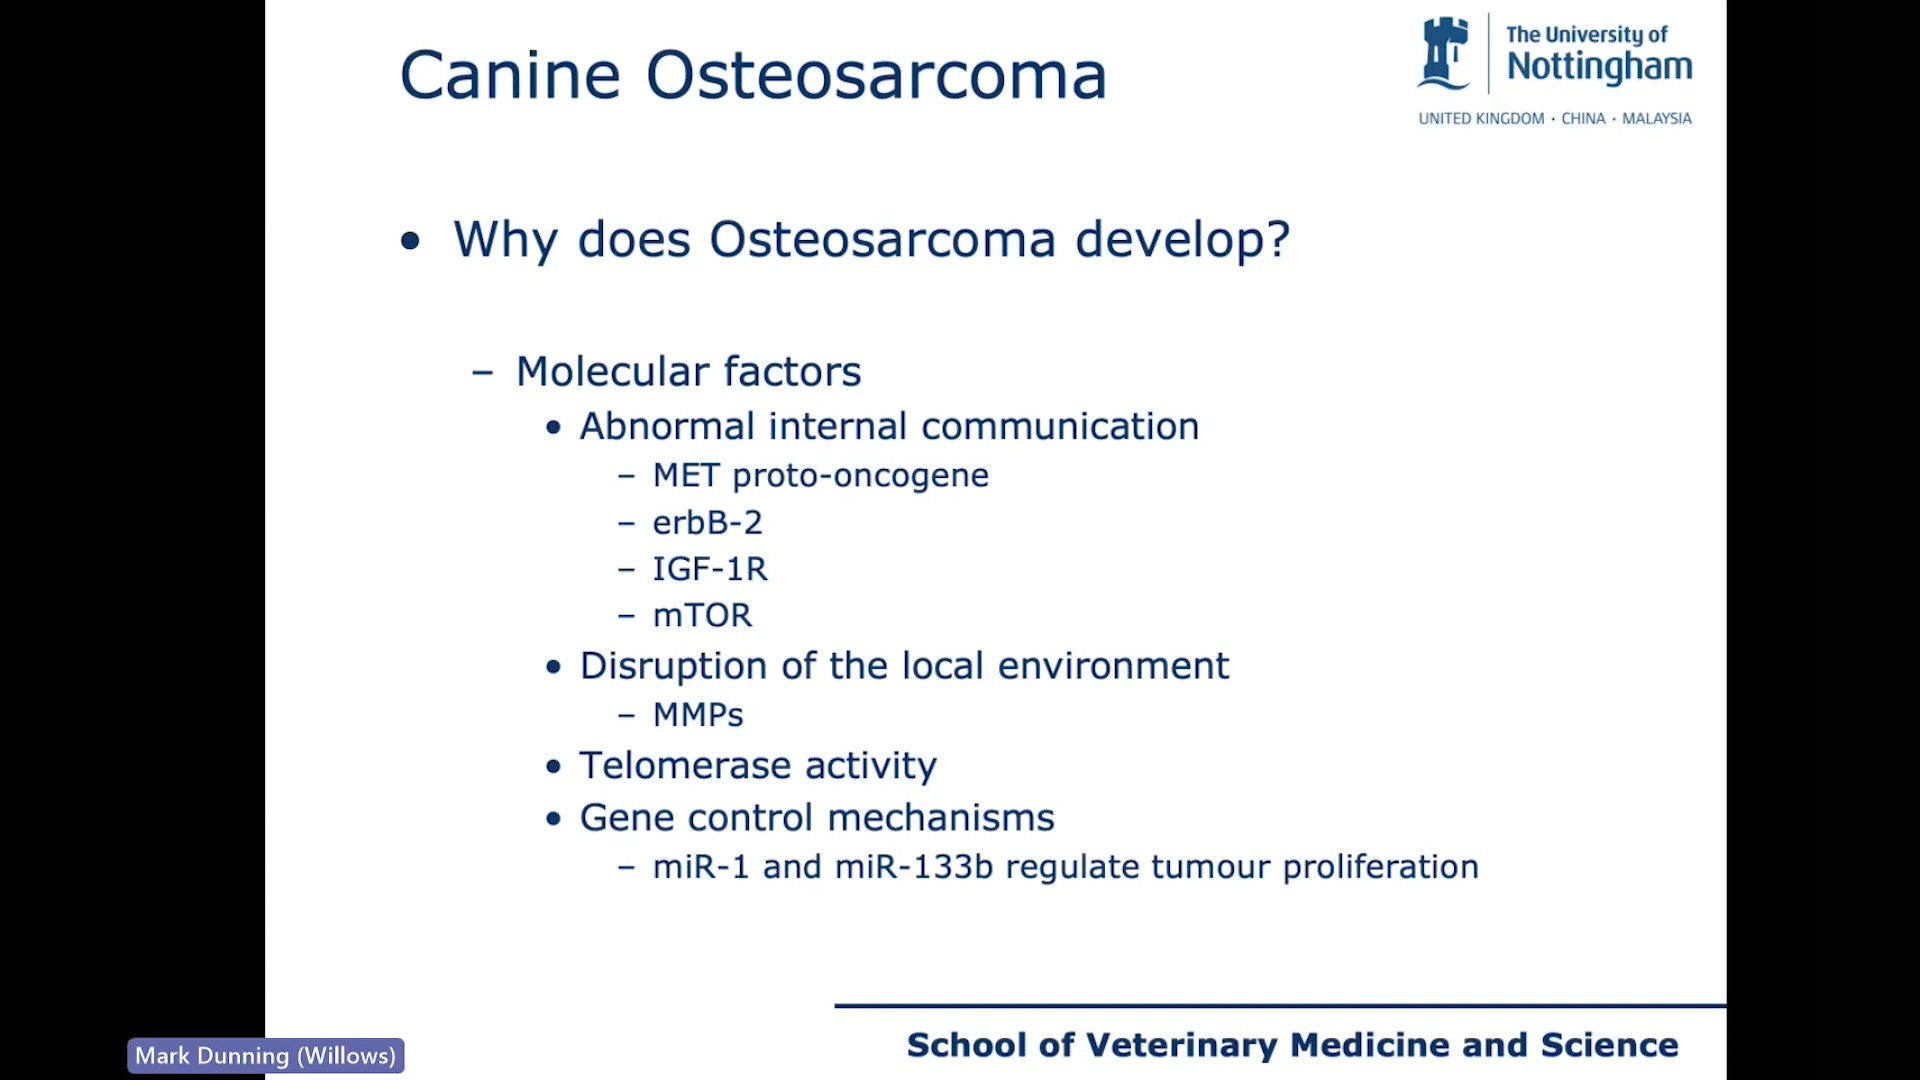 Canine Osteosarcoma
The University of
Nottingham
UNITED KINGDOM · CHINA · MALAYSIA
• Why does Osteosarcoma develop?
– Molecular factors
• Abnormal internal communication
– MET proto-oncogene
– erbB-2
– IGF-1R
– mTOR
• Disruption of the local environment
– MMPs
• Telomerase activity
• Gene control mechanisms
– miR-1 and miR-133b regulate tumour proliferation
School of Veterinary Medicine and Science
Mark Dunning (Willows)